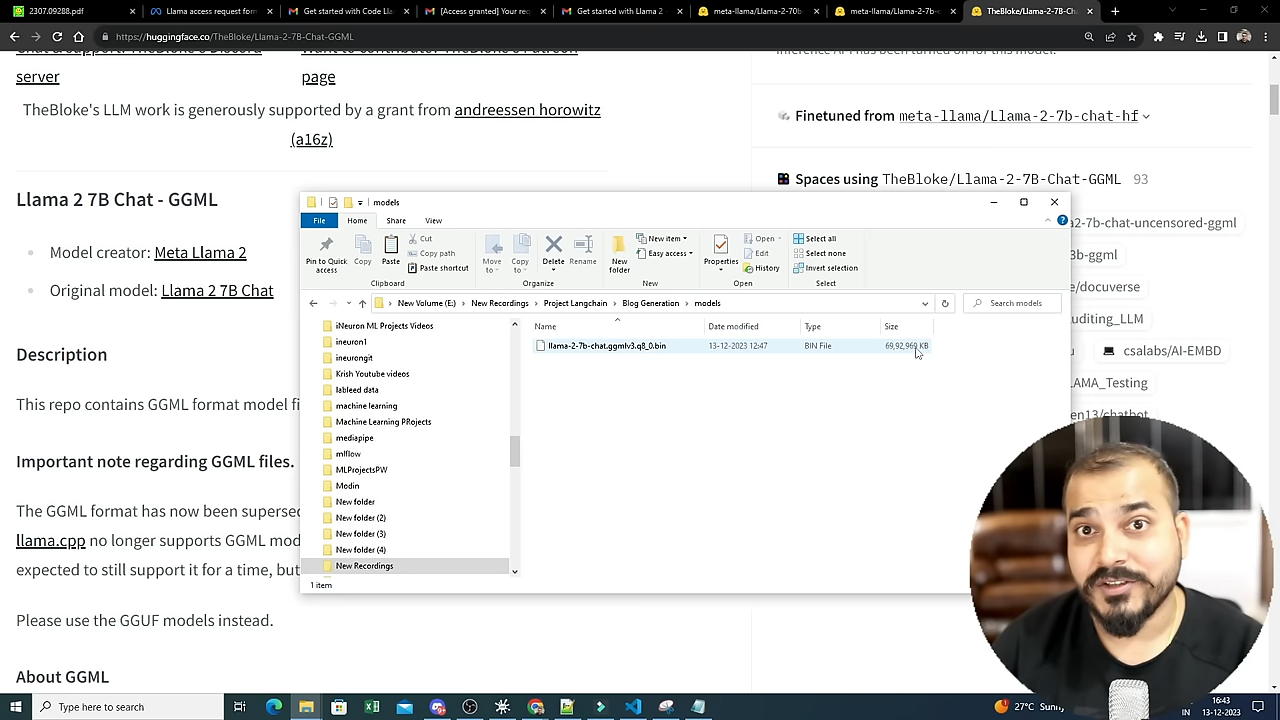 2307.09288.pdf
Llama access request form
Get started with Code Lla
[Access granted] Your req
Get started with Llama 2
meta-llama/Llama-2-70b
meta-llama/Llama-2-7b-c
TheBloke/Llama-2-7B-Ch
https://huggingface.co/TheBloke/Llama-2-7B-Chat-GGML
server
page
TheBloke's LLM work is generously supported by a grant from andreessen horowitz
(a16z)
Llama 2 7B Chat - GGML
Model creator: Meta Llama 2
Original model: Llama 2 7B Chat
Description
This repo contains GGML format model fi
Important note regarding GGML files.
The GGML format has now been supersed
llama.cpp no longer supports GGML mod
expected to still support it for a time, but
Please use the GGUF models instead.
About GGML
Finetuned from meta-llama/Llama-2-7b-chat-hf
Spaces using TheBloke/Llama-2-7B-Chat-GGML 93
a2-7b-chat-uncensored-ggml
3b-ggml
e/docuverse
uditing_LLM
csalabs/AI-EMBD
LAMA_Testing
en13/chatbot
models
File
Home
Share
View
Pin to Quick
access
Copy
Paste
Cut
Copy path
Paste shortcut
Clipboard
Move
to
Copy
to
Delete
Rename
Organize
New
folder
New item
Easy access
New
Properties
Open
Edit
History
Open
Select all
Select none
Invert selection
Select
New Volume (E:) > New Recordings > Project Langchain > Blog Generation > models
Search models
iNeuron ML Projects Videos
ineuron1
ineurongit
Krish Youtube videos
lableed data
machine learning
Machine Learning PRojects
mediapipe
mlflow
MLProjectsPW
Modin
New folder
New folder (2)
New folder (3)
New folder (4)
New Recordings
Name
Date modified
Type
Size
llama-2-7b-chat.ggmlv3.q8_0.bin
13-12-2023 12:47
BIN File
69,92,969 KB
1 item
Type here to search
27°C Sunny
IN
16:43
13-12-2023